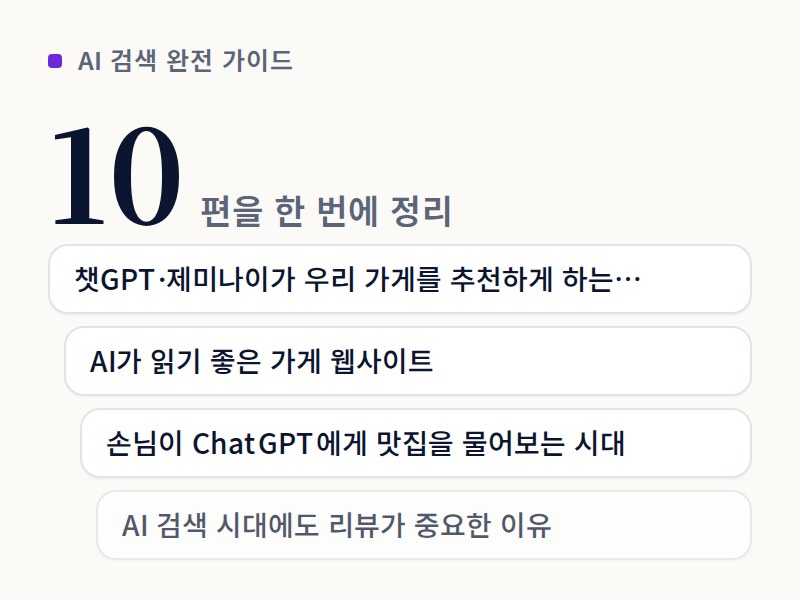 AI 검색 완전 가이드
10 편을 한 번에 정리
챗GPT·제미나이가 우리 가게를 추천하게 하는…
AI가 읽기 좋은 가게 웹사이트
손님이 ChatGPT에게 맛집을 물어보는 시대
AI 검색 시대에도 리뷰가 중요한 이유